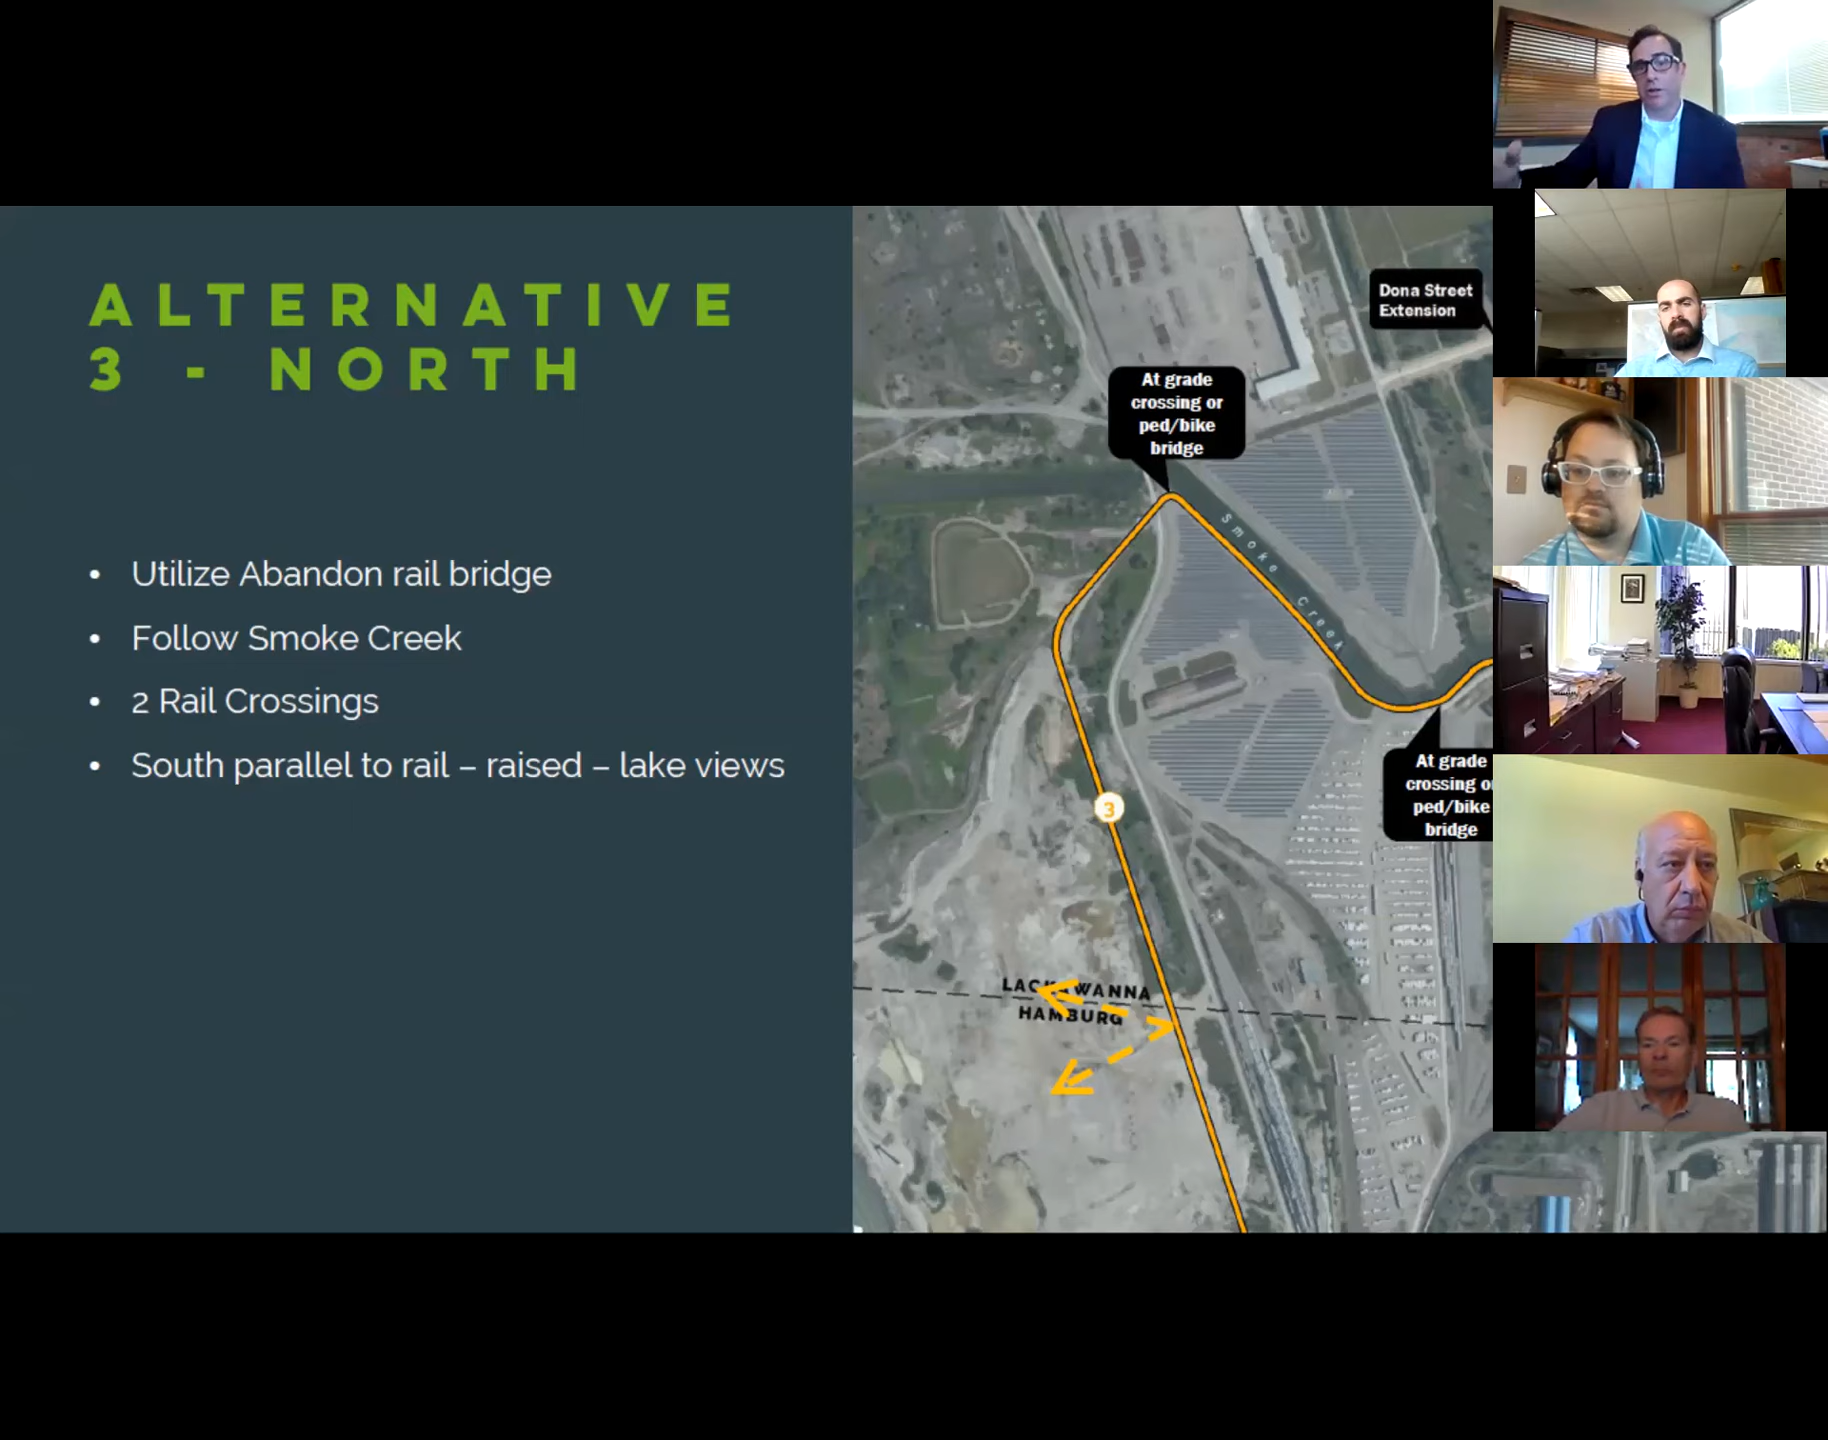 ALTERNATIVE
3 - NORTH
• Utilize Abandon rail bridge
• Follow Smoke Creek
• 2 Rail Crossings
• South parallel to rail – raised – lake views
Dona Street
Extension
At grade
crossing or
ped/bike
bridge
Smoke Creek
At grade
crossing o
ped/bike
bridge
3
LACKAWANNA
HAMBURG